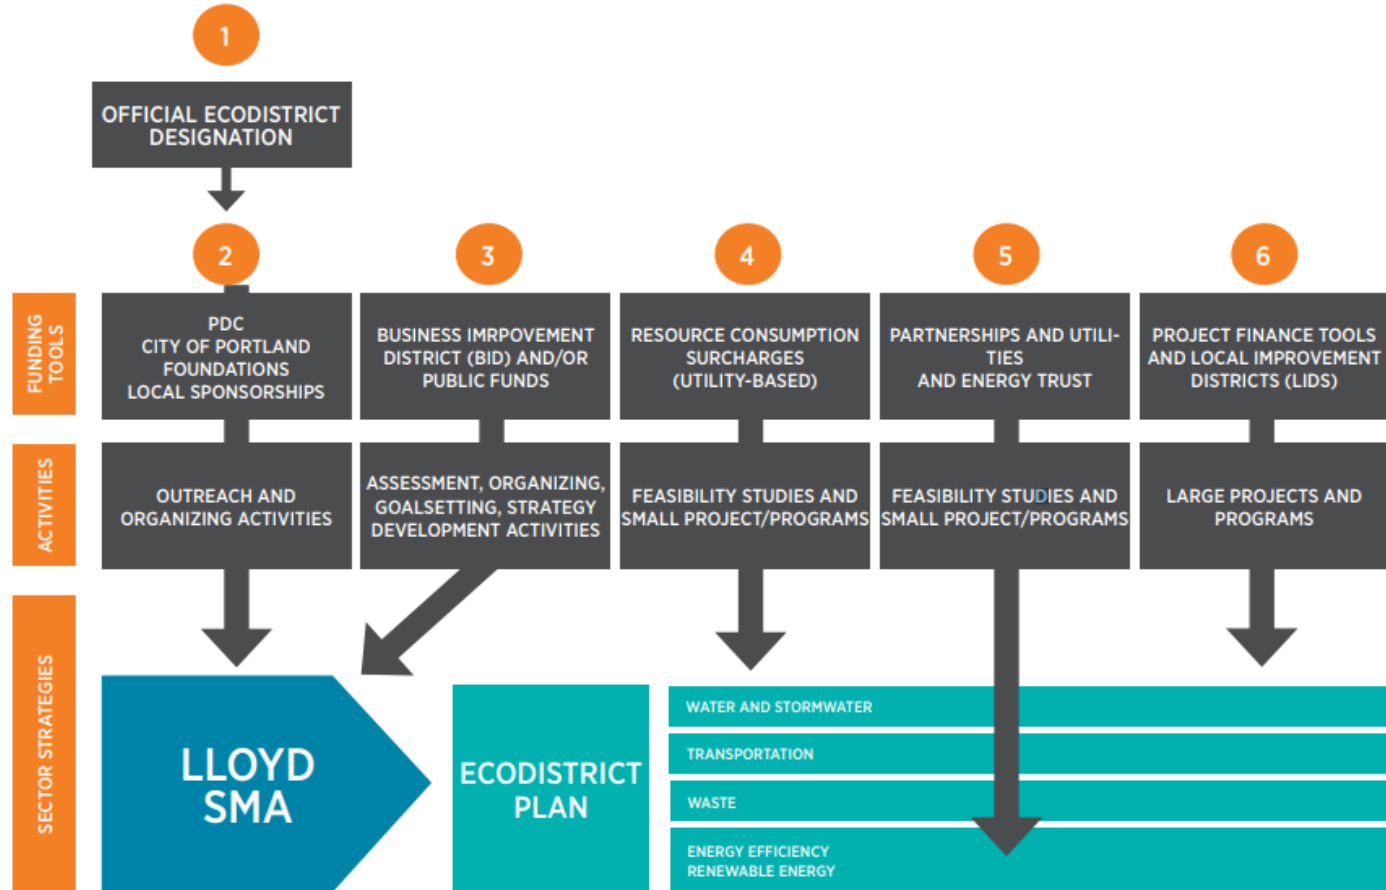 1
OFFICIAL ECODISTRICT
DESIGNATION
2
3
4
5
6
FUNDING
TOOLS
PDC
CITY OF PORTLAND
FOUNDATIONS
LOCAL SPONSORSHIPS
BUSINESS IMRPOVEMENT
DISTRICT (BID) AND/OR
PUBLIC FUNDS
RESOURCE CONSUMPTION
SURCHARGES
(UTILITY-BASED)
PARTNERSHIPS AND UTILI-
TIES
AND ENERGY TRUST
PROJECT FINANCE TOOLS
AND LOCAL IMPROVEMENT
DISTRICTS (LIDS)
ACTIVITIES
OUTREACH AND
ORGANIZING ACTIVITIES
ASSESSMENT, ORGANIZING,
GOALSETTING, STRATEGY
DEVELOPMENT ACTIVITIES
FEASIBILITY STUDIES AND
SMALL PROJECT/PROGRAMS
FEASIBILITY STUDIES AND
SMALL PROJECT/PROGRAMS
LARGE PROJECTS AND
PROGRAMS
SECTOR STRATEGIES
LLOYD
SMA
ECODISTRICT
PLAN
WATER AND STORMWATER
TRANSPORTATION
WASTE
ENERGY EFFICIENCY
RENEWABLE ENERGY